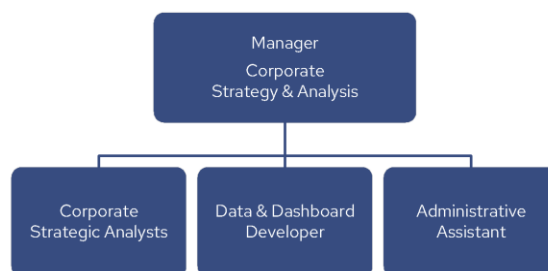 Manager
Corporate
Strategy & Analysis
Corporate
Strategic Analysts
Data & Dashboard
Developer
Administrative
Assistant